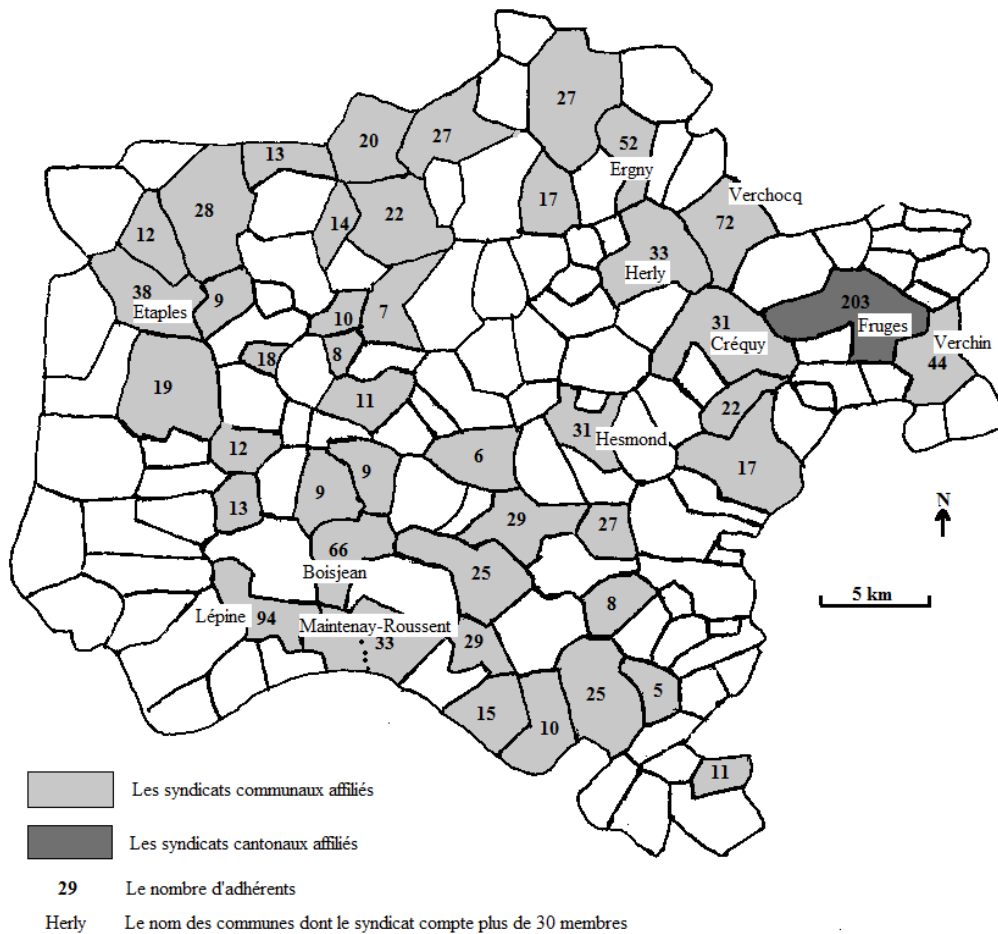 27
20
27
13
52
Ergny
28
17
Verchocq
12
14
22
72
33
Herly
38
Etaples
9
203
Fruges
10
7
31
Créquy
Verchin
44
18
8
19
11
22
31
Hesmond
12
6
17
9
9
13
29
27
N
66
Boisjean
25
5 km
Lépine
94
8
Maintenay-Roussent
33
29
25
5
15
10
11
Les syndicats communaux affiliés
Les syndicats cantonaux affiliés
29 Le nombre d'adhérents
Herly Le nom des communes dont le syndicat compte plus de 30 membres